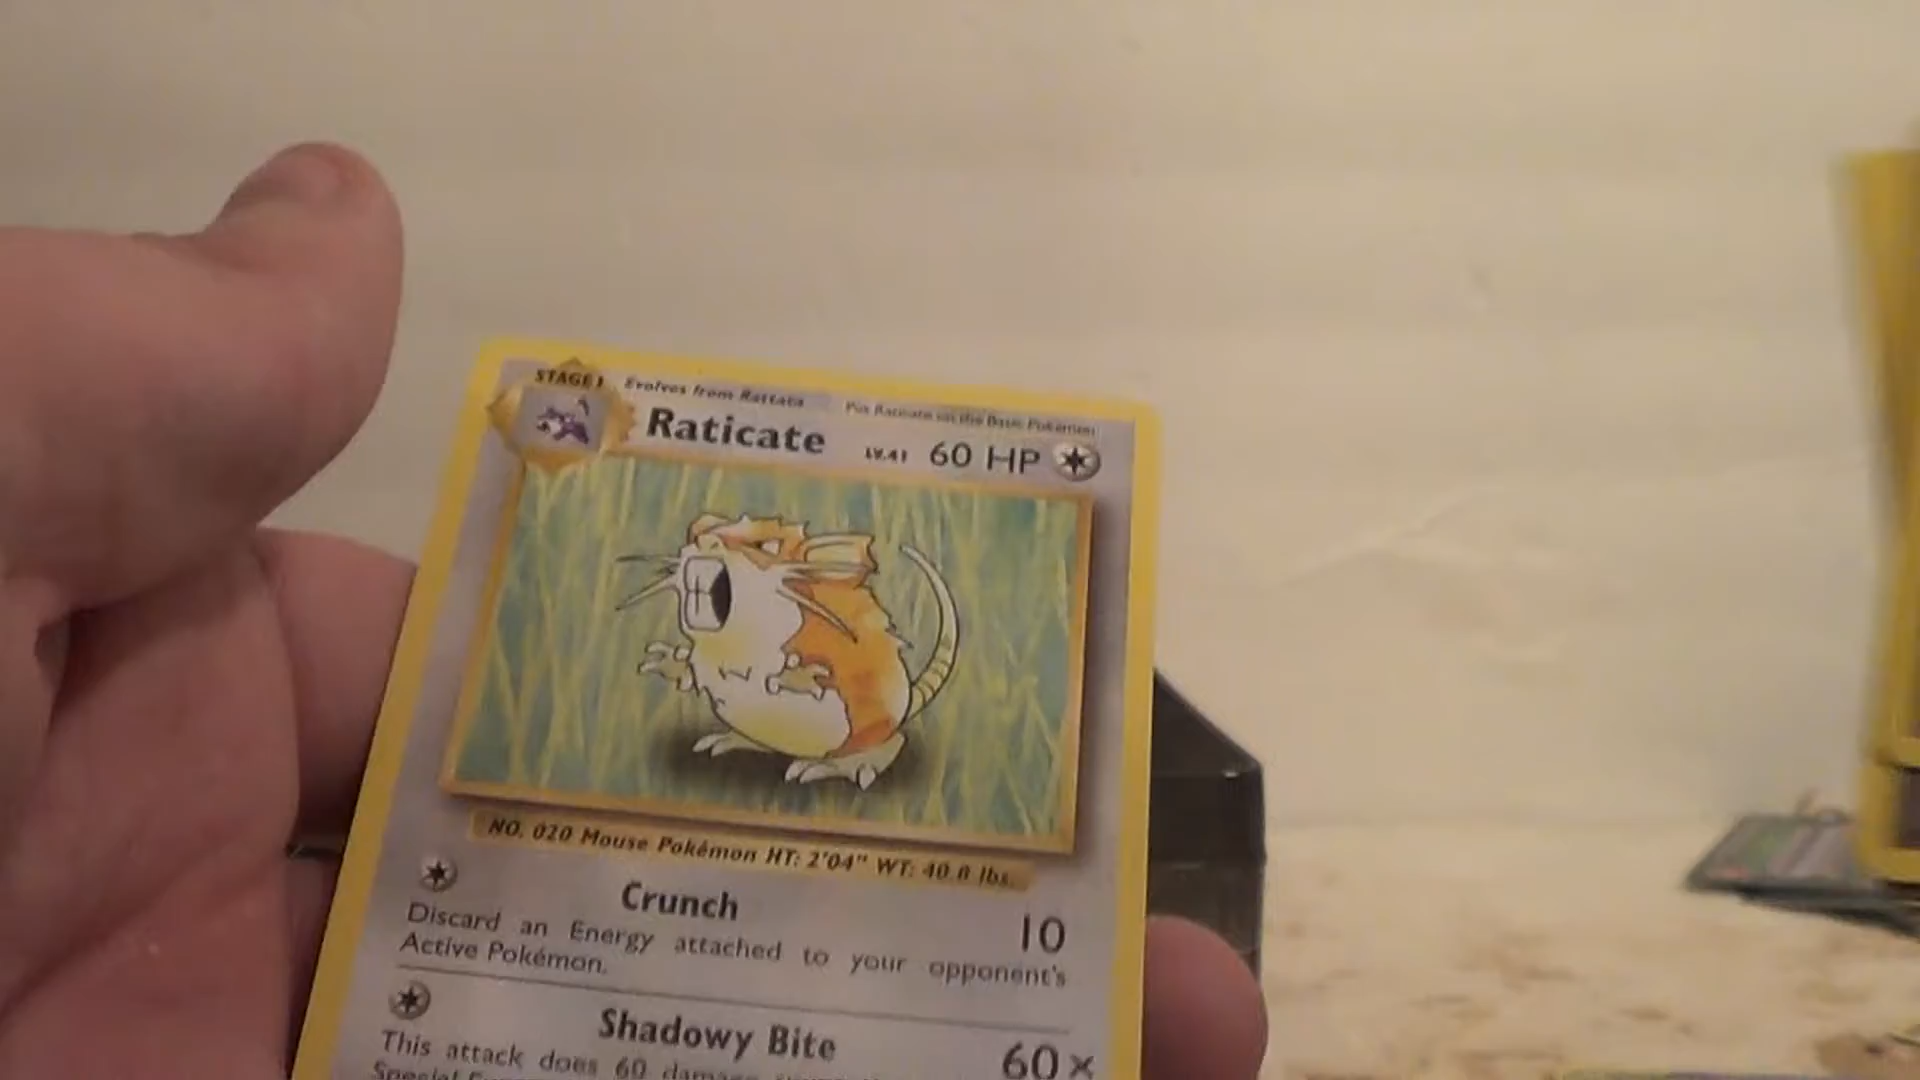 STAGE 1 Evolves from Rattata Put Raticate on the Basic Pokémon
Raticate LV.41 60 HP
NO. 020 Mouse Pokémon HT: 2'04" WT: 40.8 lbs.
Crunch 10
Discard an Energy attached to your opponent's
Active Pokémon.
Shadowy Bite 60×
This attack does 60 damage
Special